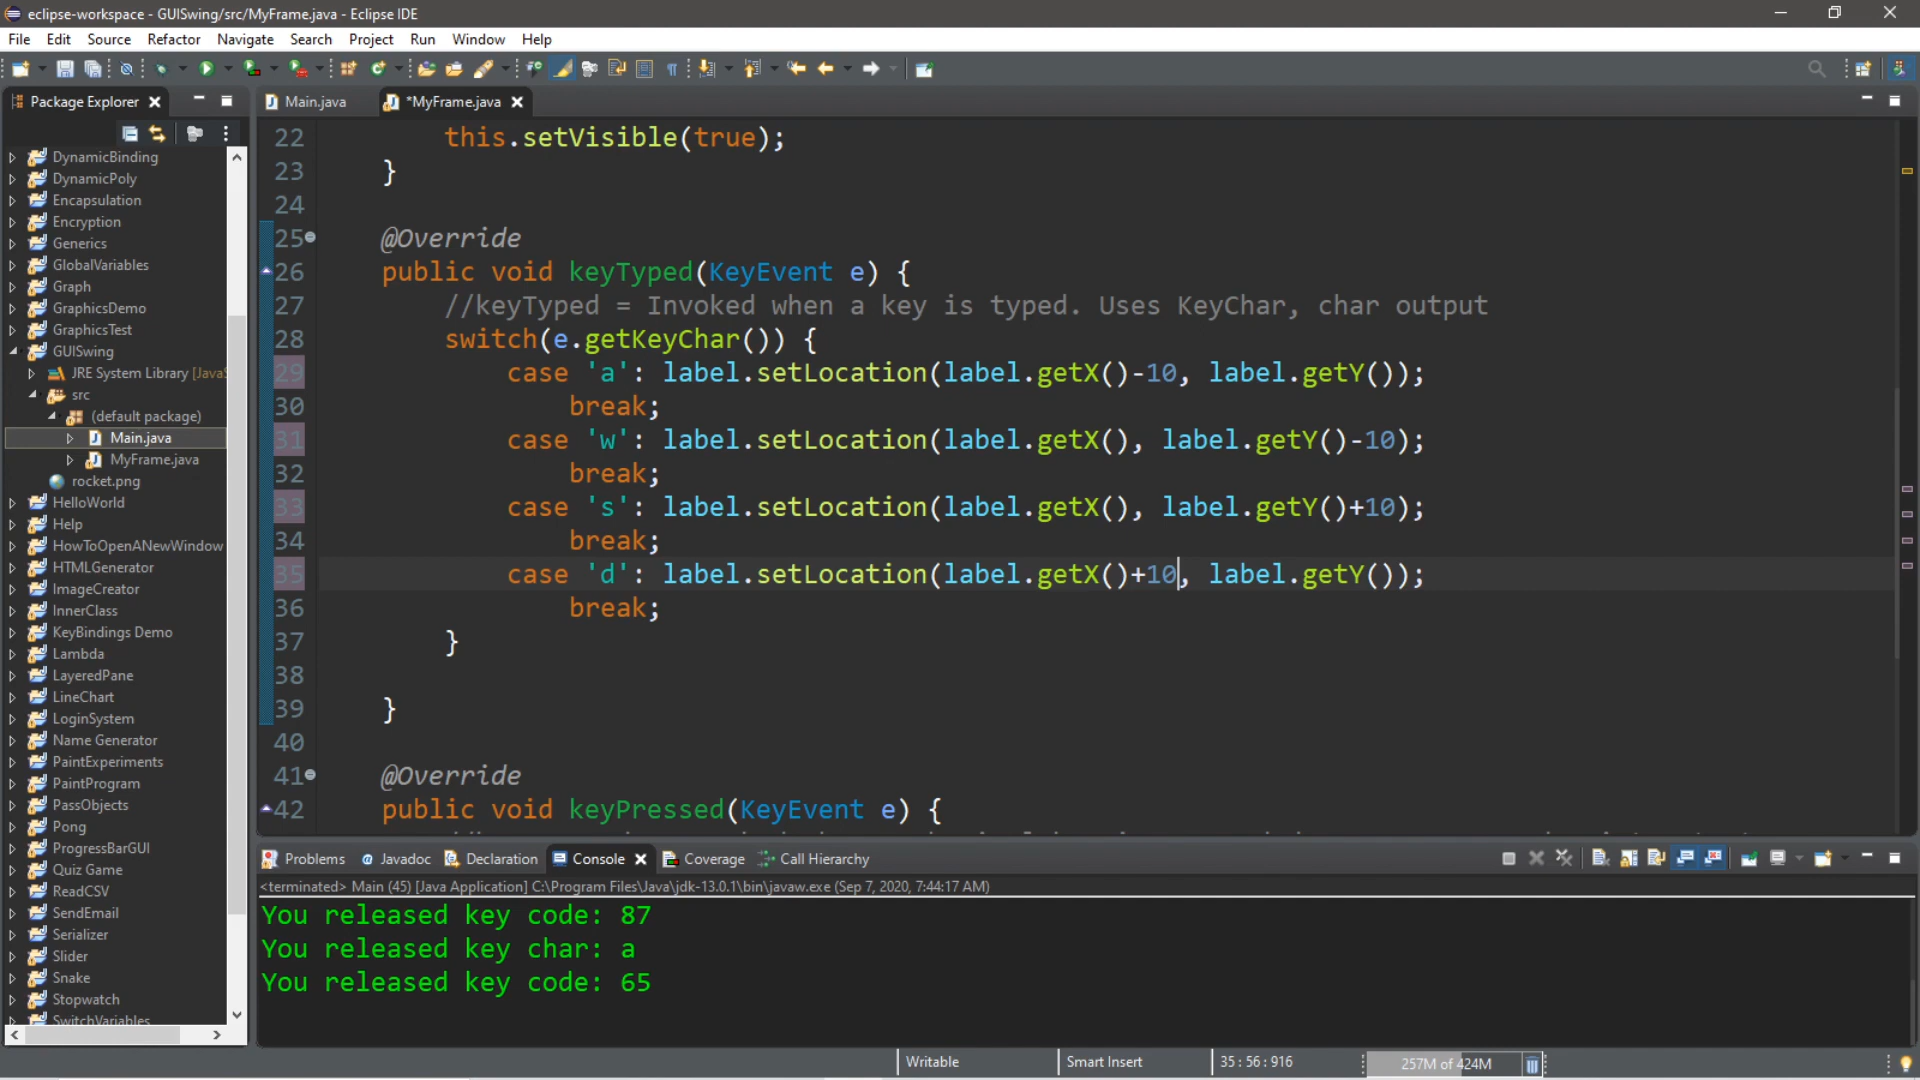 eclipse-workspace - GUISwing/src/MyFrame.java - Eclipse IDE
File Edit Source Refactor Navigate Search Project Run Window Help
Package Explorer
Main.java
*MyFrame.java
DynamicBinding
DynamicPoly
Encapsulation
Encryption
Generics
GlobalVariables
Graph
GraphicsDemo
GraphicsTest
GUISwing
JRE System Library [JavaS
src
(default package)
Main.java
MyFrame.java
rocket.png
HelloWorld
Help
HowToOpenANewWindow
HTMLGenerator
ImageCreator
InnerClass
KeyBindings Demo
Lambda
LayeredPane
LineChart
LoginSystem
Name Generator
PaintExperiments
PaintProgram
PassObjects
Pong
ProgressBarGUI
Quiz Game
ReadCSV
SendEmail
Serializer
Slider
Snake
Stopwatch
SwitchVariables
22 this.setVisible(true);
23 }
24
25 @Override
26 public void keyTyped(KeyEvent e) {
27 //keyTyped = Invoked when a key is typed. Uses KeyChar, char output
28 switch(e.getKeyChar()) {
29 case 'a': label.setLocation(label.getX()-10, label.getY());
30 break;
31 case 'w': label.setLocation(label.getX(), label.getY()-10);
32 break;
33 case 's': label.setLocation(label.getX(), label.getY()+10);
34 break;
35 case 'd': label.setLocation(label.getX()+10, label.getY());
36 break;
37 }
38
39 }
40
41 @Override
42 public void keyPressed(KeyEvent e) {
Problems Javadoc Declaration Console Coverage Call Hierarchy
<terminated> Main (45) [Java Application] C:\Program Files\Java\jdk-13.0.1\bin\javaw.exe (Sep 7, 2020, 7:44:17 AM)
You released key code: 87
You released key char: a
You released key code: 65
Writable
Smart Insert
35 : 56 : 916
257M of 424M